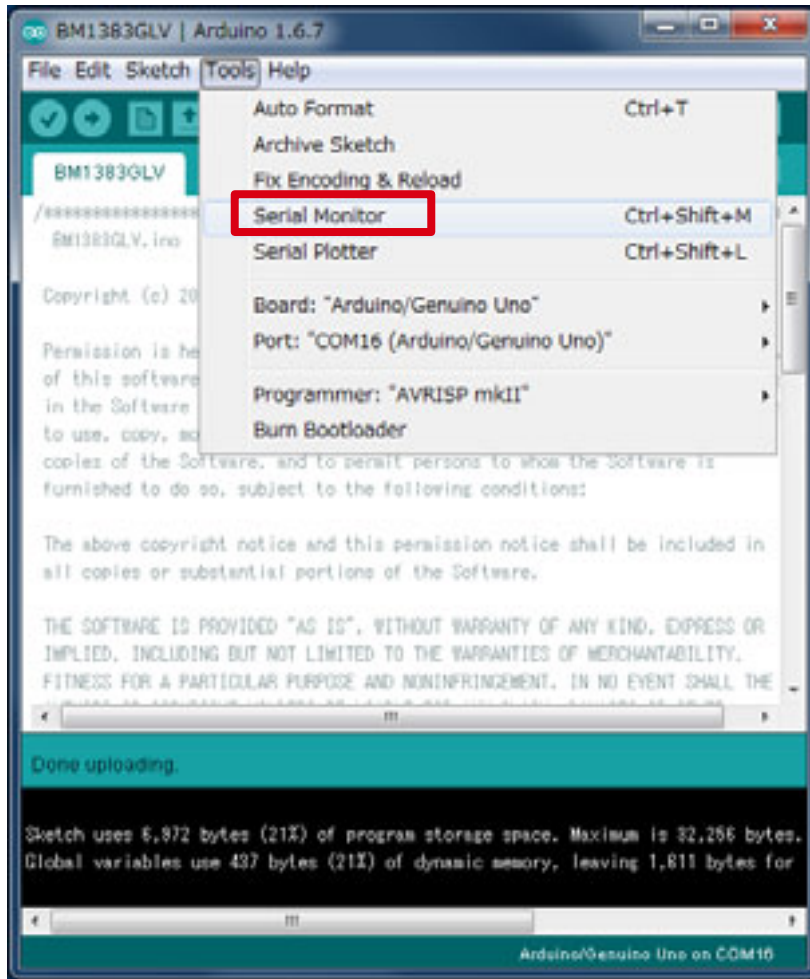 BM1383GLV | Arduino 1.6.7
File Edit Sketch Tools Help
Auto Format Ctrl+T
Archive Sketch
Fix Encoding & Reload
Serial Monitor Ctrl+Shift+M
Serial Plotter Ctrl+Shift+L
Board: "Arduino/Genuino Uno"
Port: "COM16 (Arduino/Genuino Uno)"
Programmer: "AVRISP mkII"
Burn Bootloader
BM1383GLV
BM1383GLV.ino
Copyright (c) 20
Permission is he
of this software
in the Software
to use, copy, mo
copies of the Software, and to permit persons to whom the Software is
furnished to do so, subject to the following conditions:
The above copyright notice and this permission notice shall be included in
all copies or substantial portions of the Software.
THE SOFTWARE IS PROVIDED "AS IS", WITHOUT WARRANTY OF ANY KIND, EXPRESS OR
IMPLIED, INCLUDING BUT NOT LIMITED TO THE WARRANTIES OF MERCHANTABILITY,
FITNESS FOR A PARTICULAR PURPOSE AND NONINFRINGEMENT. IN NO EVENT SHALL THE
Done uploading.
Sketch uses 6,972 bytes (21%) of program storage space. Maximum is 32,256 bytes.
Global variables use 437 bytes (21%) of dynamic memory, leaving 1,611 bytes for
Arduino/Genuino Uno on COM16